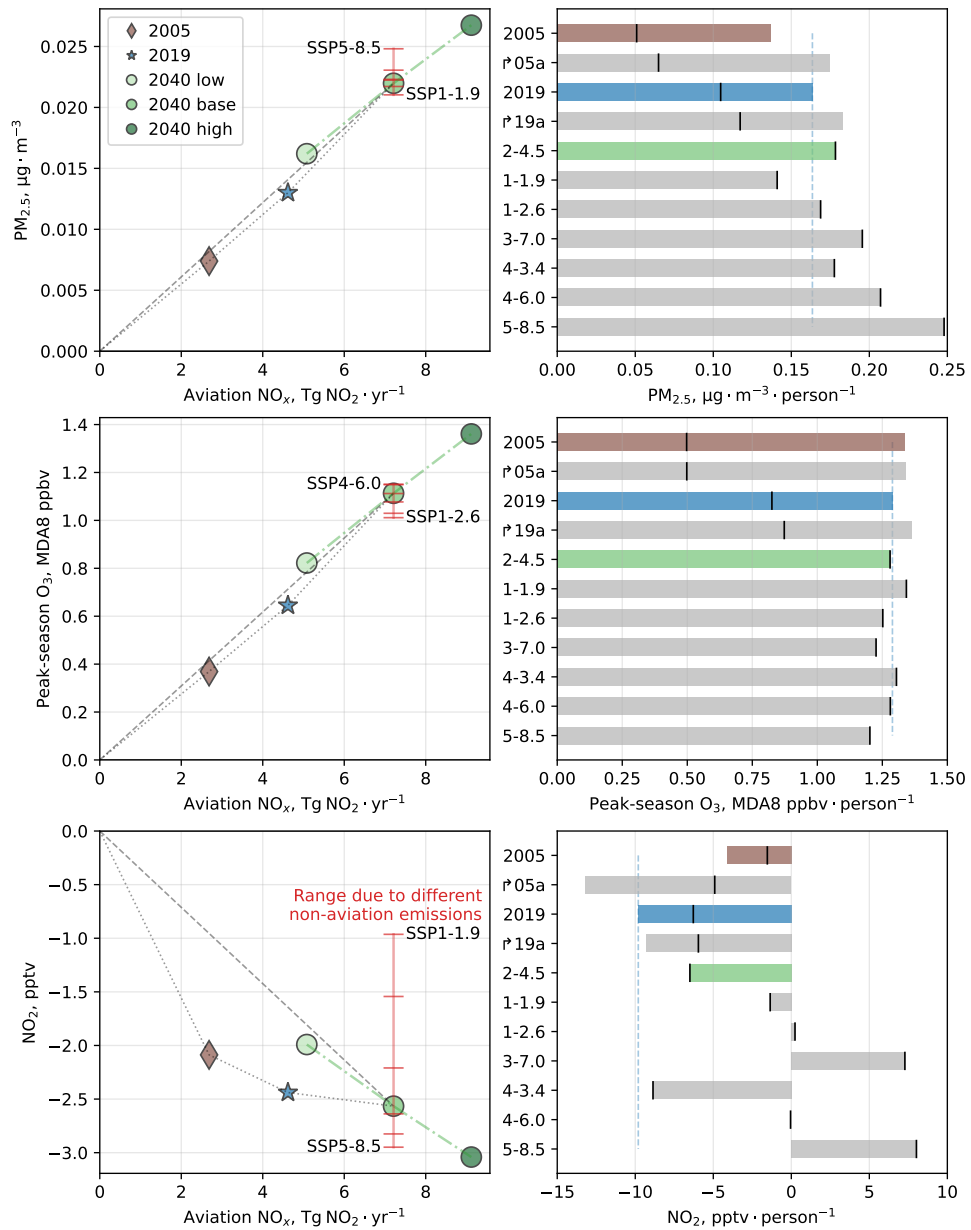 2005
2019
2040 low
2040 base
2040 high
SSP5-8.5
SSP1-1.9
0.025
0.020
0.015
0.010
0.005
0.000
PM2.5, µg · m−3
0 2 4 6 8
Aviation NOx, Tg NO2 · yr−1
2005
↱05a
2019
↱19a
2-4.5
1-1.9
1-2.6
3-7.0
4-3.4
4-6.0
5-8.5
0.00 0.05 0.10 0.15 0.20 0.25
PM2.5, µg · m−3 · person−1
1.4
1.2
1.0
0.8
0.6
0.4
0.2
0.0
Peak-season O3, MDA8 ppbv
SSP4-6.0
SSP1-2.6
0 2 4 6 8
Aviation NOx, Tg NO2 · yr−1
2005
↱05a
2019
↱19a
2-4.5
1-1.9
1-2.6
3-7.0
4-3.4
4-6.0
5-8.5
0.00 0.25 0.50 0.75 1.00 1.25 1.50
Peak-season O3, MDA8 ppbv · person−1
0.0
−0.5
−1.0
−1.5
−2.0
−2.5
−3.0
NO2, pptv
Range due to different
non-aviation emissions
SSP1-1.9
SSP5-8.5
0 2 4 6 8
Aviation NOx, Tg NO2 · yr−1
2005
↱05a
2019
↱19a
2-4.5
1-1.9
1-2.6
3-7.0
4-3.4
4-6.0
5-8.5
−15 −10 −5 0 5 10
NO2, pptv · person−1